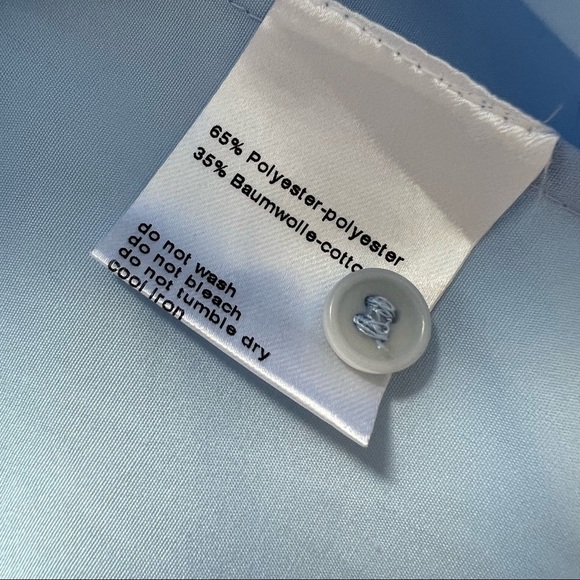 65% Polyester-polyester
35% Baumwolle-cotto
do not wash
do not bleach
do not tumble dry
cool iron